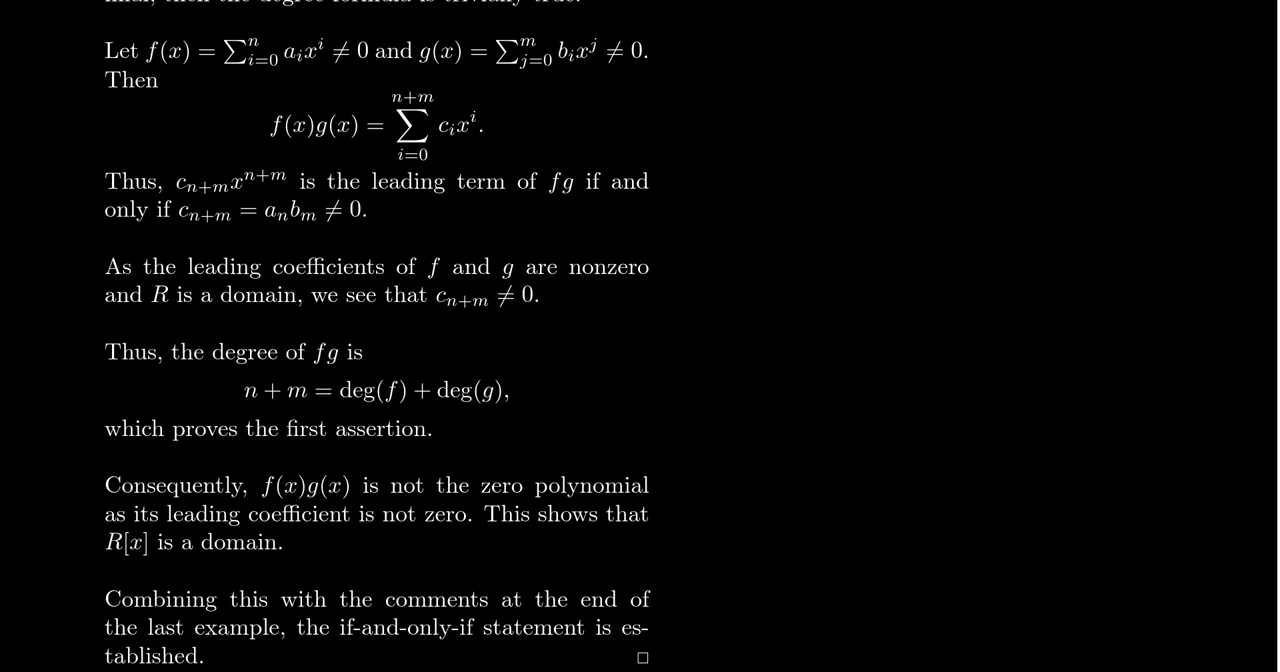 Let f(x) = ∑_{i=0}^{n} a_i x^i ≠ 0 and g(x) = ∑_{j=0}^{m} b_i x^j ≠ 0.
Then
f(x)g(x) = ∑_{i=0}^{n+m} c_i x^i.
Thus, c_{n+m}x^{n+m} is the leading term of fg if and
only if c_{n+m} = a_n b_m ≠ 0.
As the leading coefficients of f and g are nonzero
and R is a domain, we see that c_{n+m} ≠ 0.
Thus, the degree of fg is
n + m = deg(f) + deg(g),
which proves the first assertion.
Consequently, f(x)g(x) is not the zero polynomial
as its leading coefficient is not zero. This shows that
R[x] is a domain.
Combining this with the comments at the end of
the last example, the if-and-only-if statement is es-
tablished. □